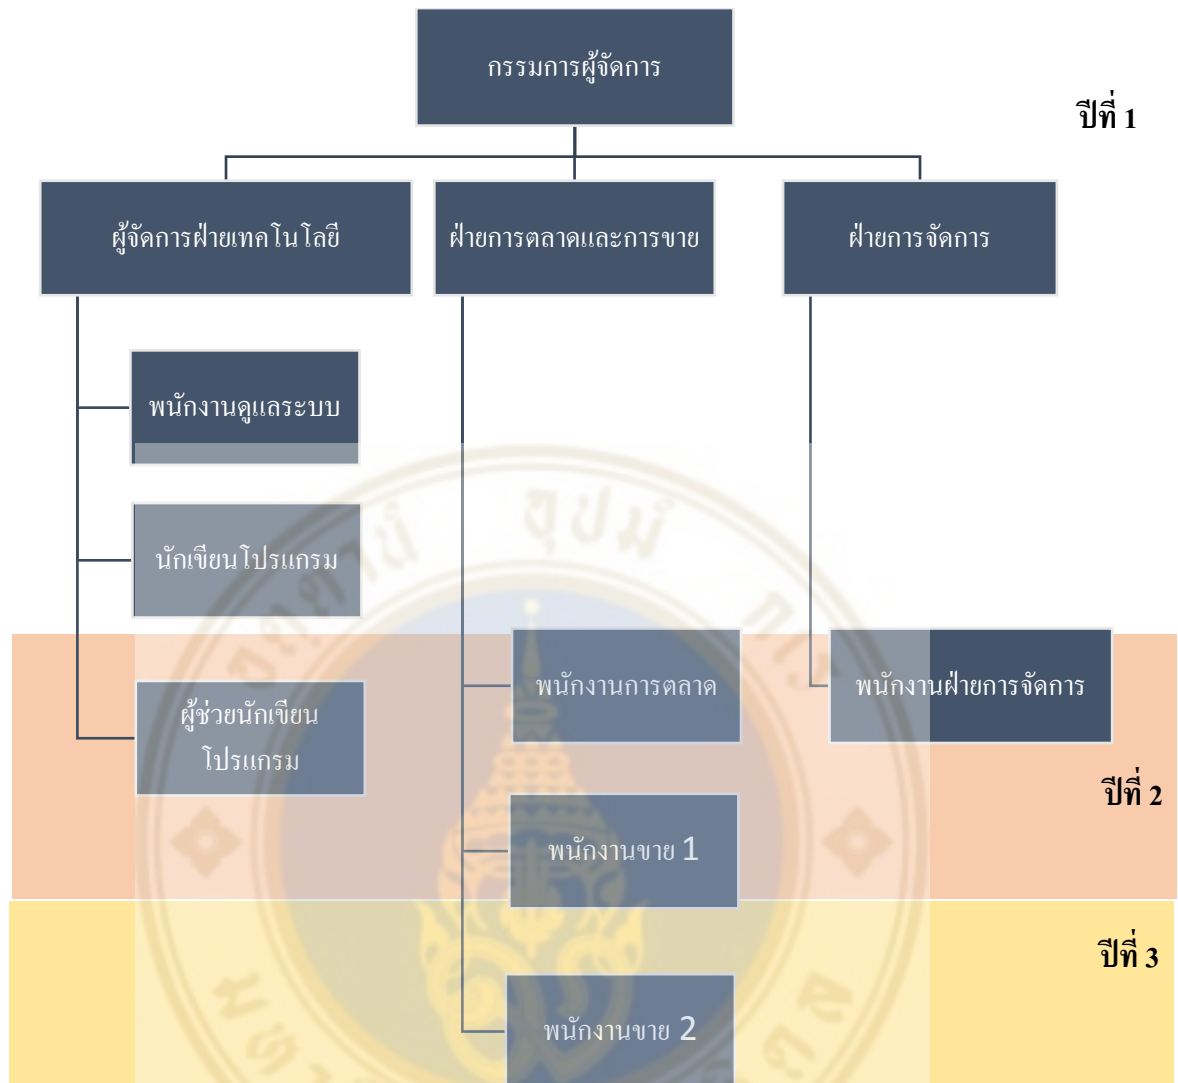 กรรมการผู้จัดการ
ปีที่ 1
ผู้จัดการฝ่ายเทคโนโลยี
ฝ่ายการตลาดและการขาย
ฝ่ายการจัดการ
พนักงานดูแลระบบ
นักเขียนโปรแกรม
พนักงานการตลาด
พนักงานฝ่ายการจัดการ
ผู้ช่วยนักเขียน
โปรแกรม
ปีที่ 2
พนักงานขาย 1
ปีที่ 3
พนักงานขาย 2